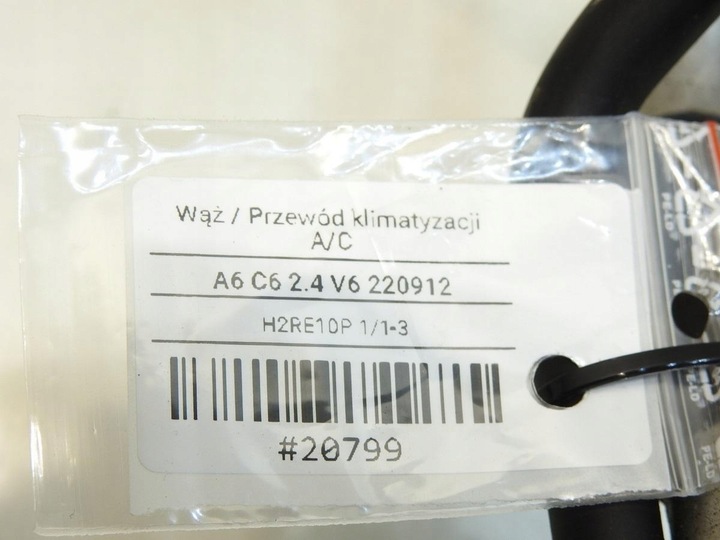 Wąż / Przewód klimatyzacji
A/C
A6 C6 2.4 V6 220912
H2RE10P 1/1-3
#20799